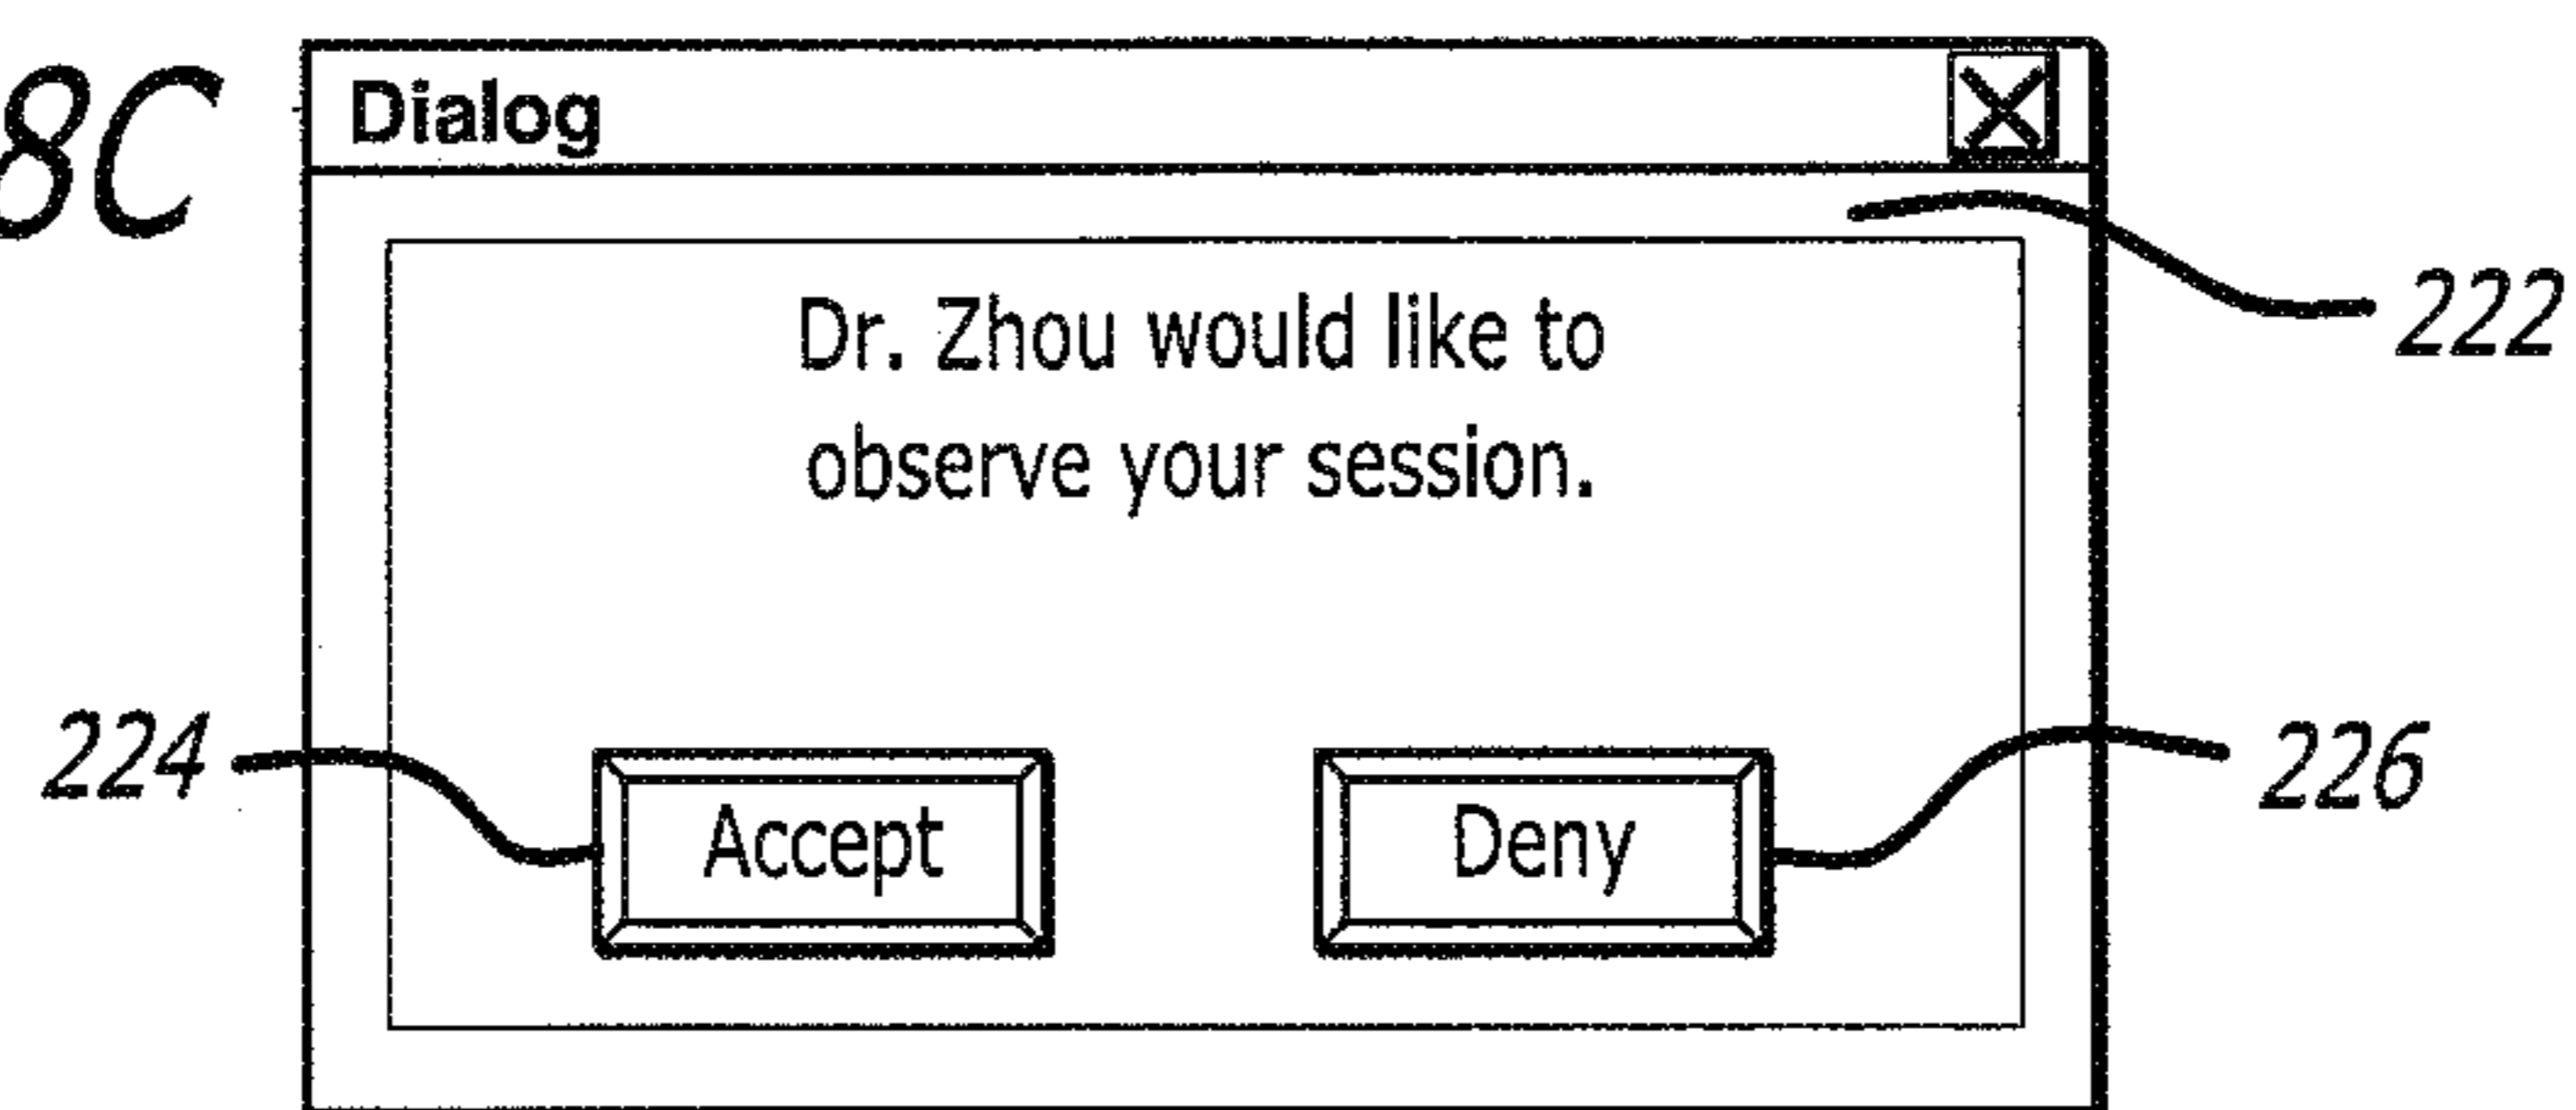 8C
Dialog
Dr. Zhou would like to
observe your session.
222
224
Accept
Deny
226